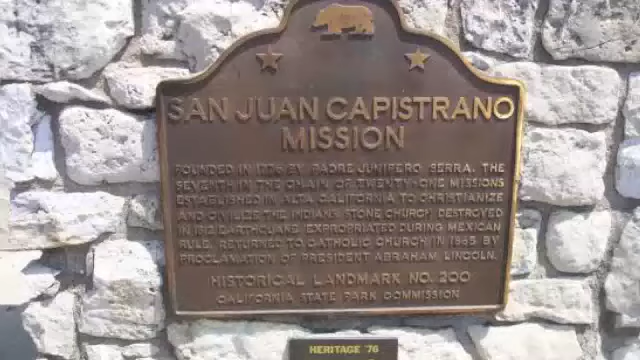 SAN JUAN CAPISTRANO
MISSION
FOUNDED IN 1776 BY PADRE JUNIPERO SERRA. THE
SEVENTH IN THE CHAIN OF TWENTY-ONE MISSIONS
ESTABLISHED IN ALTA CALIFORNIA TO CHRISTIANIZE
AND CIVILIZE THE INDIANS. STONE CHURCH DESTROYED
IN 1812 EARTHQUAKE. EXPROPRIATED DURING MEXICAN
RULE. RETURNED TO CATHOLIC CHURCH IN 1865 BY
PROCLAMATION OF PRESIDENT ABRAHAM LINCOLN.
HISTORICAL LANDMARK NO. 200
CALIFORNIA STATE PARK COMMISSION
HERITAGE '76